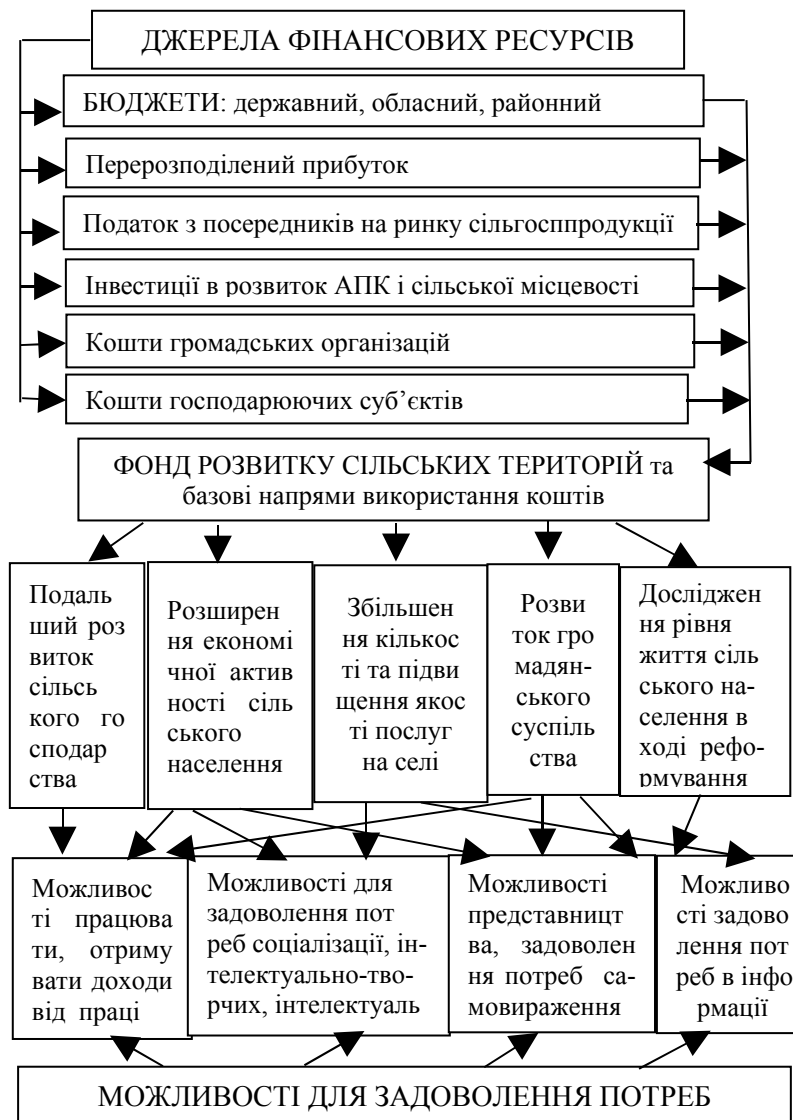 ДЖЕРЕЛА ФІНАНСОВИХ РЕСУРСІВ
БЮДЖЕТИ: державний, обласний, районний
Перерозподілений прибуток
Податок з посередників на ринку сільгосппродукції
Інвестиції в розвиток АПК і сільської місцевості
Кошти громадських організацій
Кошти господарюючих суб’єктів
ФОНД РОЗВИТКУ СІЛЬСЬКИХ ТЕРИТОРІЙ та
базові напрями використання коштів
Подаль
ший роз
виток
сільсь
кого го
сподар
ства
Розширен
ня економі
чної актив
ності сіль
ського
населення
Збільшен
ня кількос
ті та підви
щення якос
ті послуг
на селі
Розви
ток гро
мадян-
ського
суспіль
ства
Досліджен
ня рівня
життя сіль
ського на-
селення в
ході рефо-
рмування
Можливос
ті працюва
ти, отриму
вати доходи
від праці
Можливості для
задоволення пот
реб соціалізації, ін-
телектуально-тво-
рчих, інтелектуаль
Можливості
представницт
ва, задоволен
ня потреб са-
мовираження
Можливо
сті задово
лення пот
реб в інфо
рмації
МОЖЛИВОСТІ ДЛЯ ЗАДОВОЛЕННЯ ПОТРЕБ